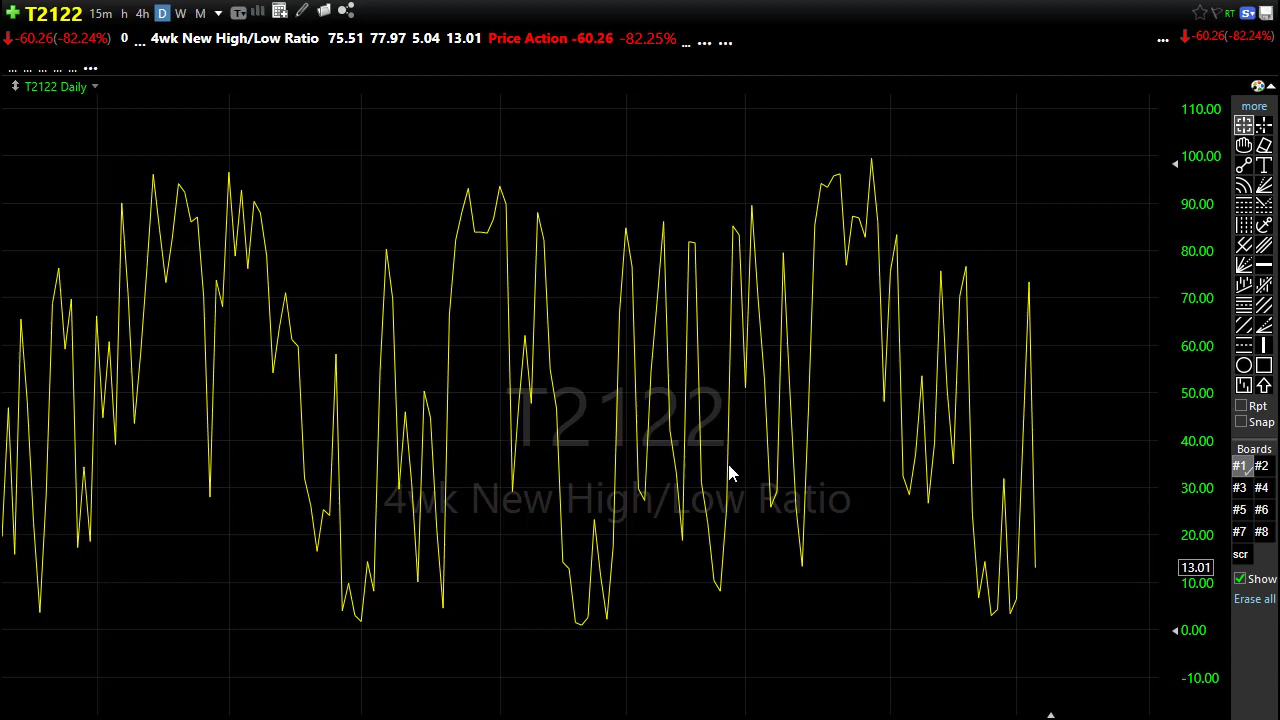 T2122 15m h 4h D W M T RT S
-60.26(-82.24%) 0 ... 4wk New High/Low Ratio 75.51 77.97 5.04 13.01 Price Action -60.26 -82.25% ... ... ... ... -60.26(-82.24%)
... ... ... ... ... ...
T2122 Daily
more
110.00
100.00
90.00
80.00
70.00
60.00
50.00
40.00
30.00
20.00
13.01
10.00
0.00
-10.00
T2122
4wk New High/Low Ratio
T
Rpt
Snap
Boards
#1 #2
#3 #4
#5 #6
#7 #8
scr
Show
Erase all